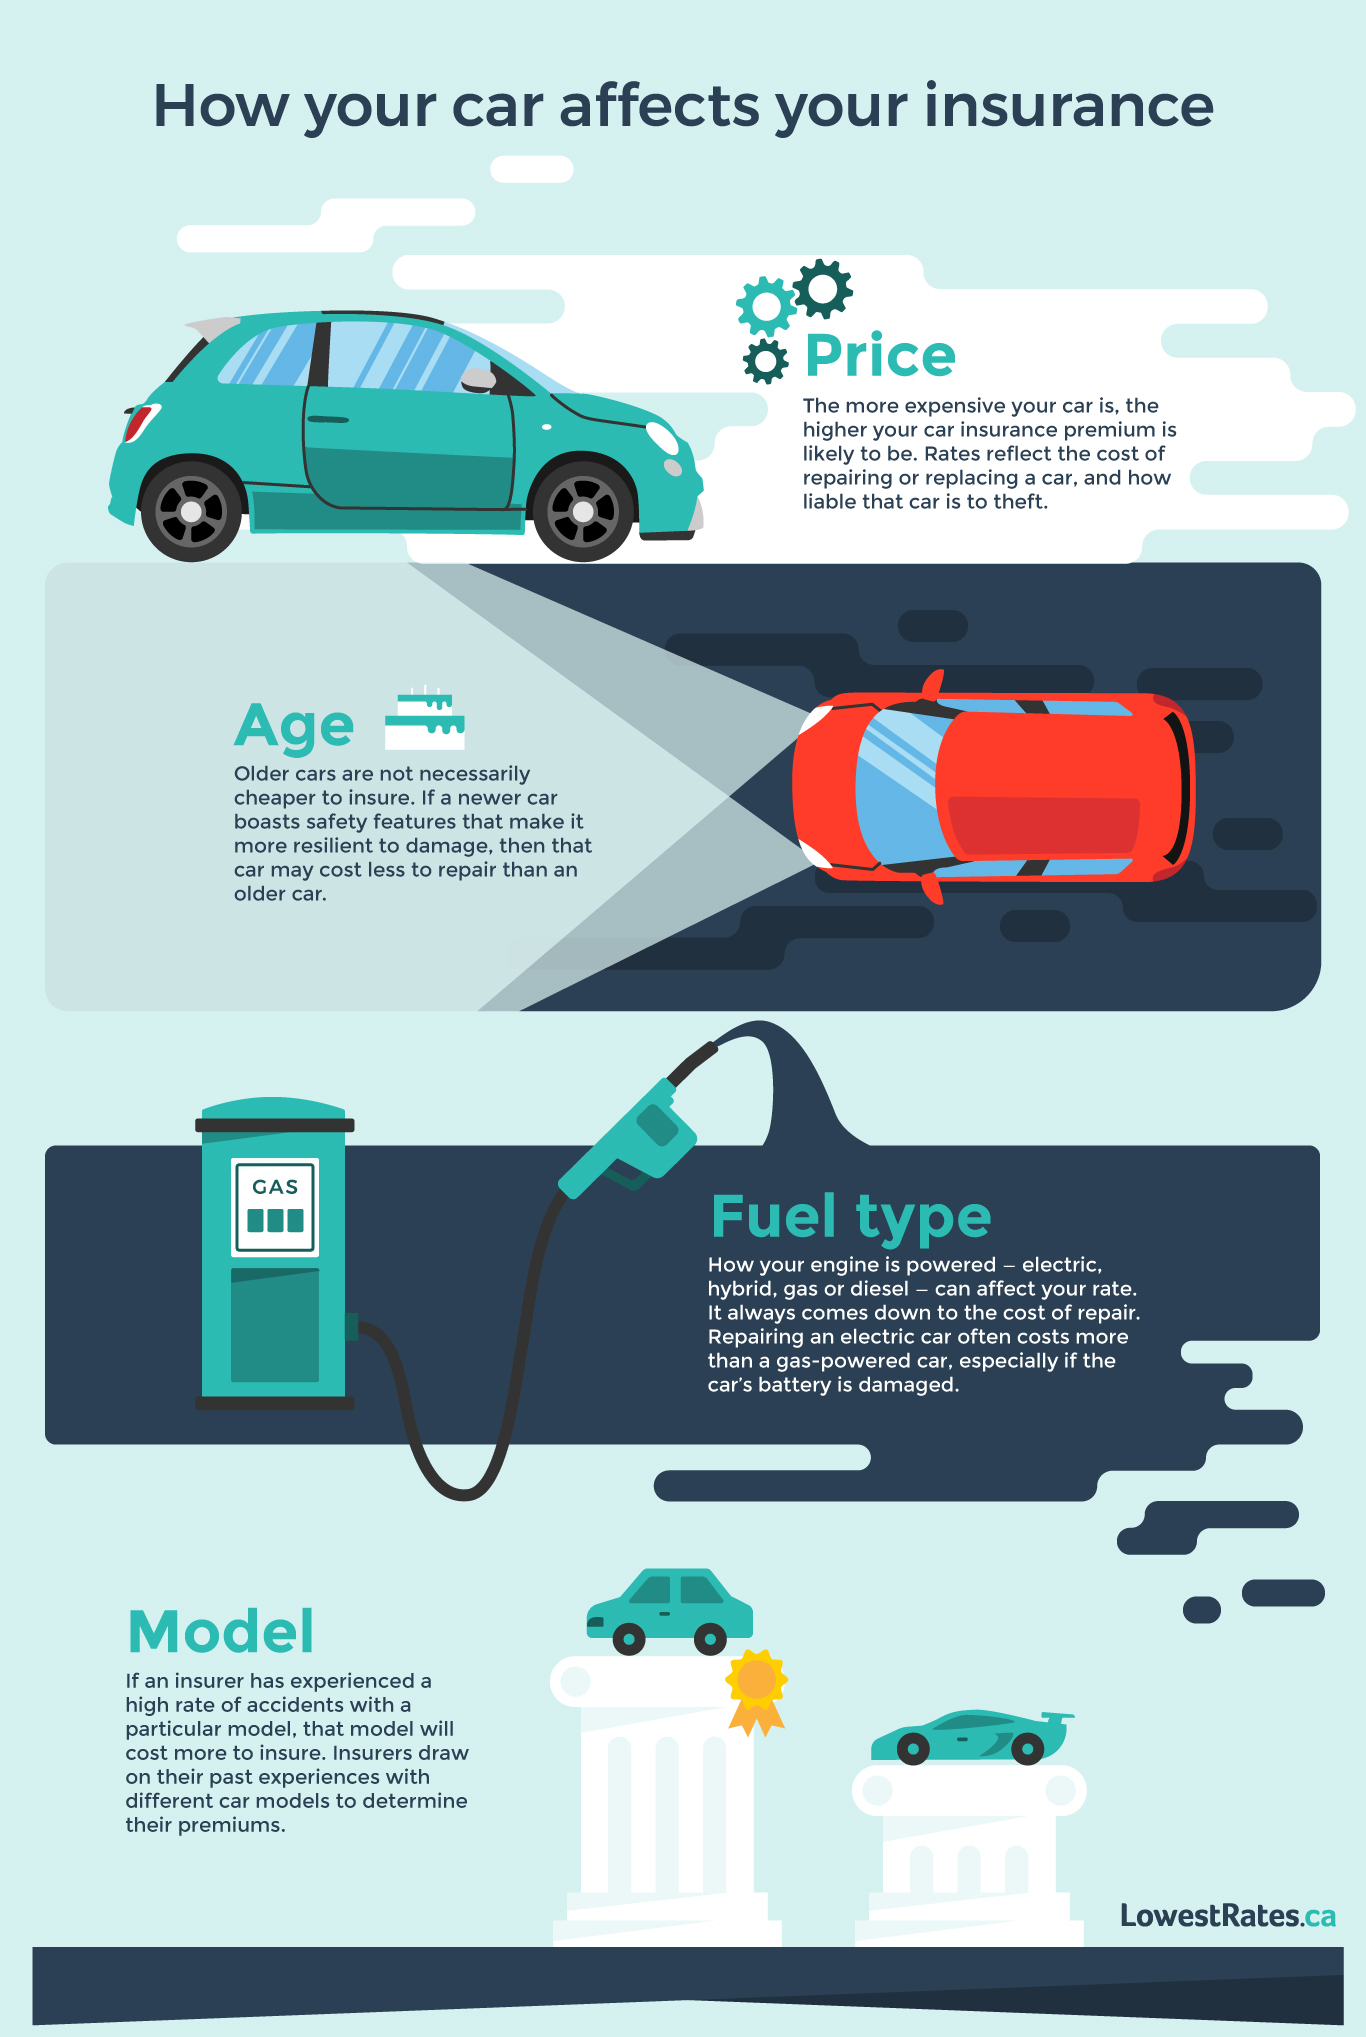 How your car affects your insurance
Price
The more expensive your car is, the
higher your car insurance premium is
likely to be. Rates reflect the cost of
repairing or replacing a car, and how
liable that car is to theft.
Age
Older cars are not necessarily
cheaper to insure. If a newer car
boasts safety features that make it
more resilient to damage, then that
car may cost less to repair than an
older car.
GAS
Fuel type
How your engine is powered – electric,
hybrid, gas or diesel – can affect your rate.
It always comes down to the cost of repair.
Repairing an electric car often costs more
than a gas-powered car, especially if the
car's battery is damaged.
Model
If an insurer has experienced a
high rate of accidents with a
particular model, that model will
cost more to insure. Insurers draw
on their past experiences with
different car models to determine
their premiums.
LowestRates.ca